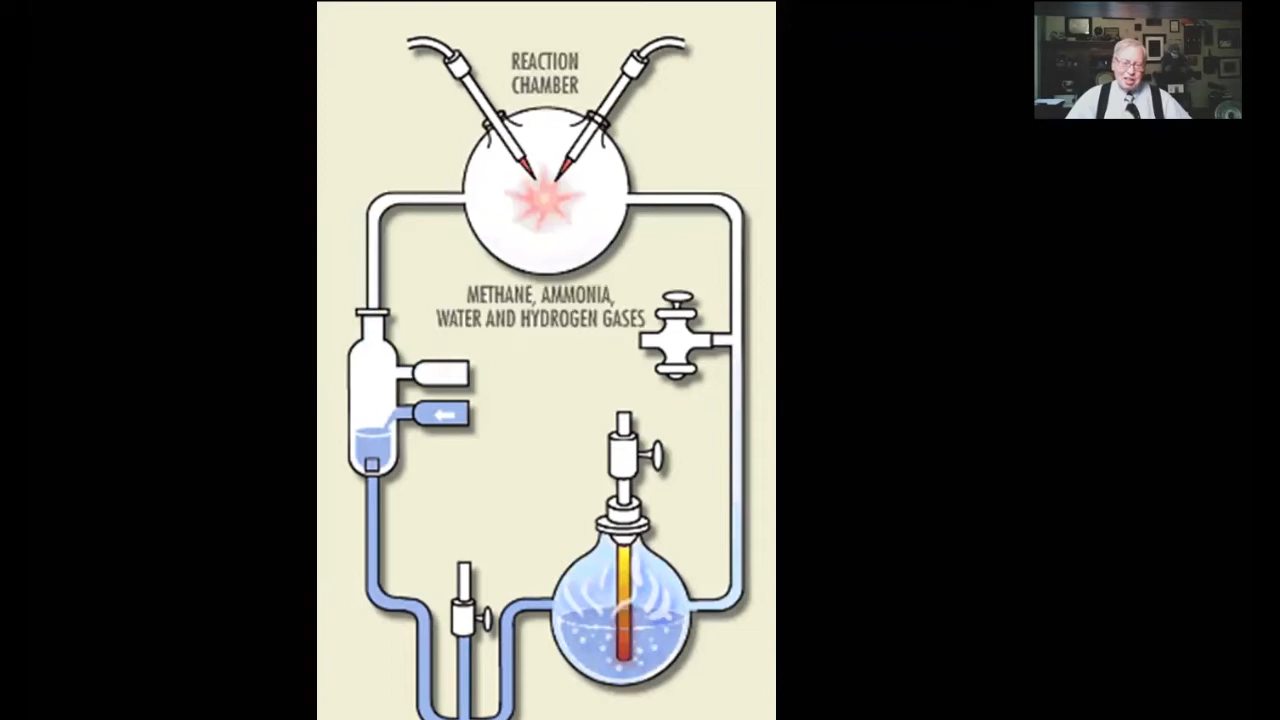 REACTION
CHAMBER
METHANE, AMMONIA,
WATER AND HYDROGEN GASES